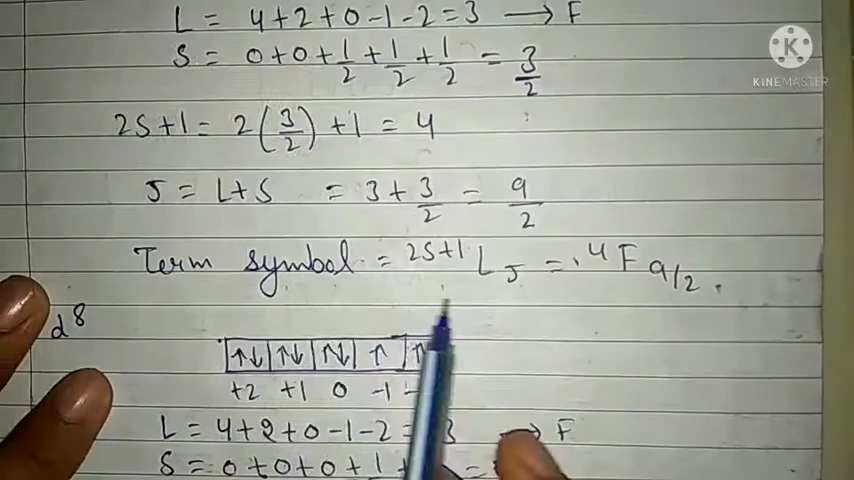 L = 4+2+0-1-2=3 → F
S = 0+0+1/2+1/2+1/2 = 3/2
KINEMASTER
2S+1 = 2(3/2)+1 = 4
J = L+S = 3+3/2 = 9/2
Term symbol = ²ˢ⁺¹L_J = ⁴F₉/₂.
d⁸
↑↓ ↑↓ ↑↓ ↑ ↑
+2 +1 0 -1 -
L = 4+2+0-1-2=3 → F
S = 0+0+0+1 + =